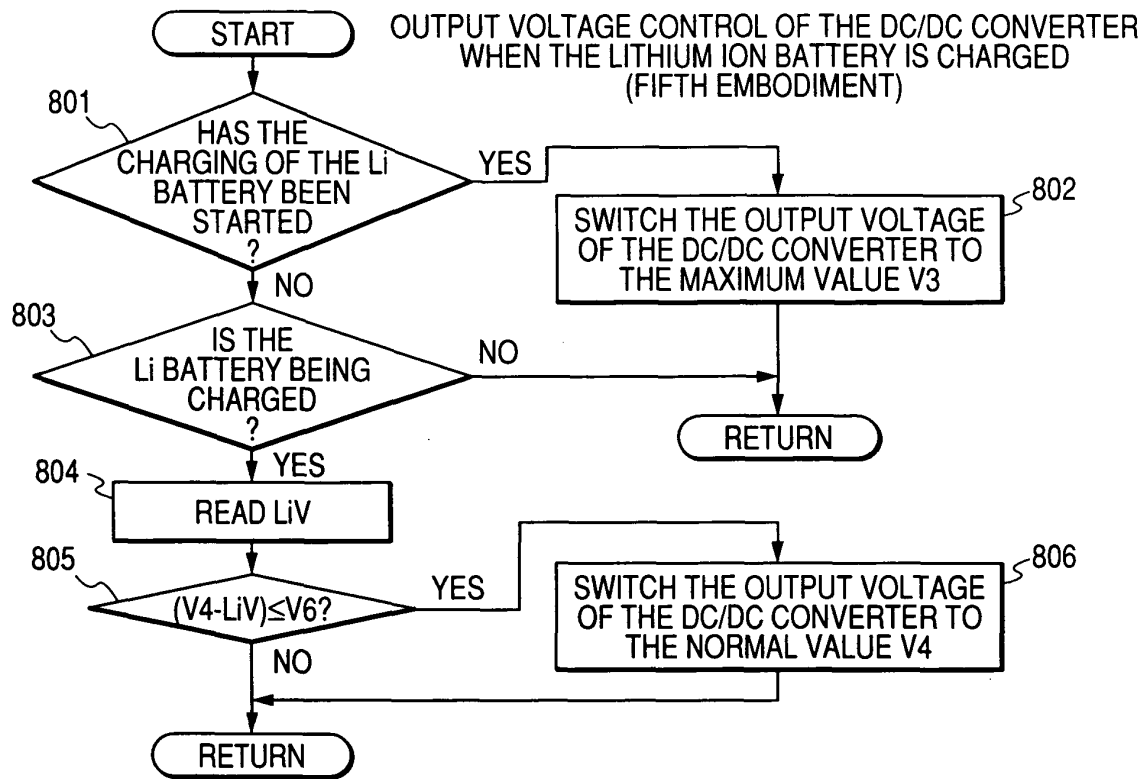 START
OUTPUT VOLTAGE CONTROL OF THE DC/DC CONVERTER
WHEN THE LITHIUM ION BATTERY IS CHARGED
(FIFTH EMBODIMENT)
801
HAS THE
CHARGING OF THE Li
BATTERY BEEN
STARTED
?
YES
NO
802
SWITCH THE OUTPUT VOLTAGE
OF THE DC/DC CONVERTER TO
THE MAXIMUM VALUE V3
803
IS THE
Li BATTERY BEING
CHARGED
?
NO
YES
RETURN
804
READ LiV
805
(V4-LiV)≤V6?
YES
NO
806
SWITCH THE OUTPUT VOLTAGE
OF THE DC/DC CONVERTER TO
THE NORMAL VALUE V4
RETURN